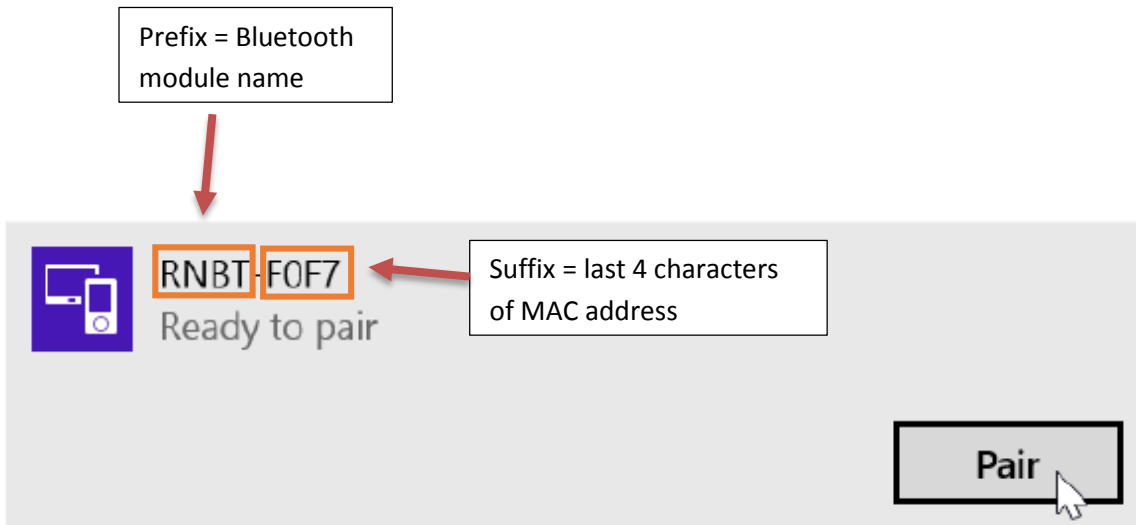 Prefix = Bluetooth
module name
RNBT-F0F7
Suffix = last 4 characters
of MAC address
Ready to pair
Pair